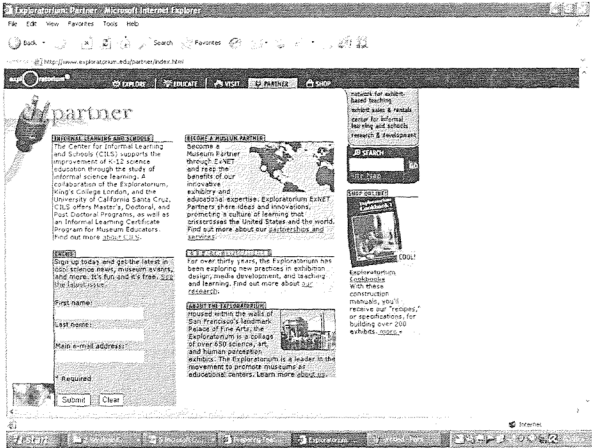 Exploratorium: Partner - Microsoft Internet Explorer
File Edit View Favorites Tools Help
Back Search Favorites
http://www.exploratorium.edu/partner/index.html
EXPLORE EDUCATE VISIT PARTNER SHOP
partner
INFORMAL LEARNING AND SCHOOLS
The Center for Informal Learning
and Schools (CILS) supports the
improvement of K-12 science
education through the study of
informal science learning. A
collaboration of the Exploratorium,
King's College London, and the
University of California Santa Cruz,
CILS offers Master's, Doctoral, and
Post Doctoral Programs, as well as
an Informal Learning Certificate
Program for Museum Educators.
Find out more about CILS.
ENEWS
Sign up today and get the latest in
cool science news, museum events,
and more. It's fun and it's free. See
the latest issue.
First name:
Last name:
Main e-mail address:*
* Required
Submit Clear
BECOME A MUSEUM PARTNER
Become a
Museum Partner
through ExNET
and reap the
benefits of our
innovative
exhibitry and
educational expertise. Exploratorium ExNET
Partners share ideas and innovations,
promoting a culture of learning that
crisscrosses the United States and the world.
Find out more about our partnerships and
services.
For over thirty years, the Exploratorium has
been exploring new practices in exhibition
design, media development, and teaching
and learning. Find out more about our
research.
ABOUT THE EXPLORATORIUM
Housed within the walls of
San Francisco's landmark
Palace of Fine Arts, the
Exploratorium is a collage
of over 650 science, art,
and human perception
exhibits. The Exploratorium is a leader in the
movement to promote museums as
educational centers. Learn more about us.
network for exhibit-
based teaching
exhibit sales & rentals
center for informal
learning and schools
research & development
SEARCH
GO
Site Map
SHOP ONLINE!
COOL!
Exploratorium
Cookbooks
With these
construction
manuals, you'll
receive our "recipes,"
or specifications, for
building over 200
exhibits. more
Internet
start Exploratorium